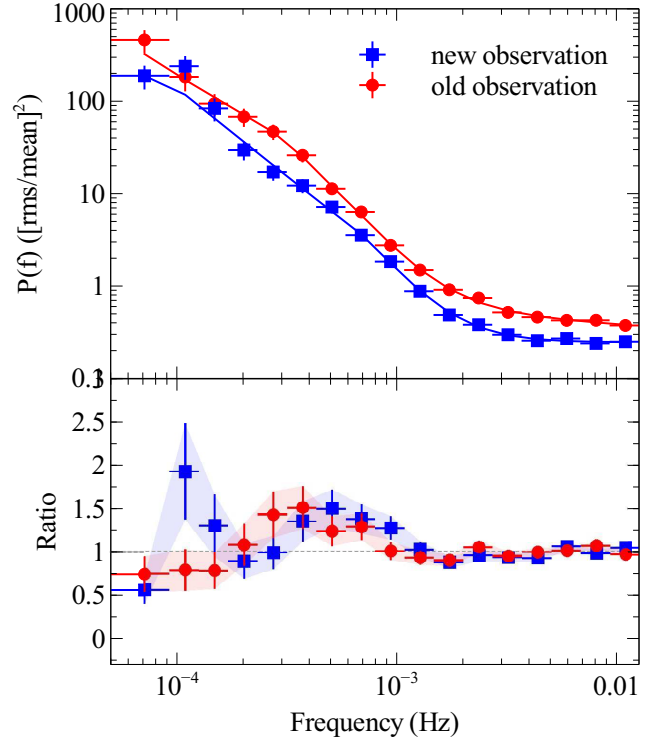 1000
new observation
old observation
100
10
1
0.1
P(f) ([rms/mean]²)
3
2.5
2
1.5
1
0.5
0
Ratio
10⁻⁴ 10⁻³ 0.01
Frequency (Hz)